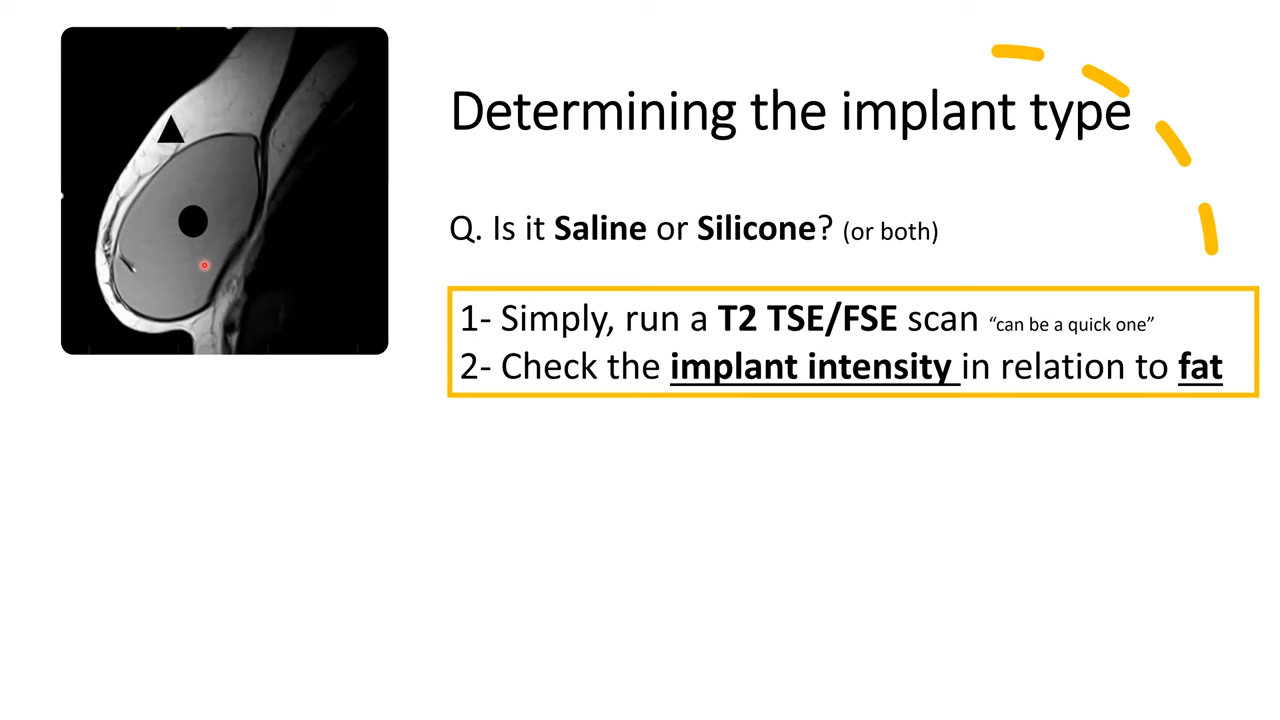 Determining the implant type
Q. Is it Saline or Silicone? (or both)
1- Simply, run a T2 TSE/FSE scan “can be a quick one”
2- Check the implant intensity in relation to fat